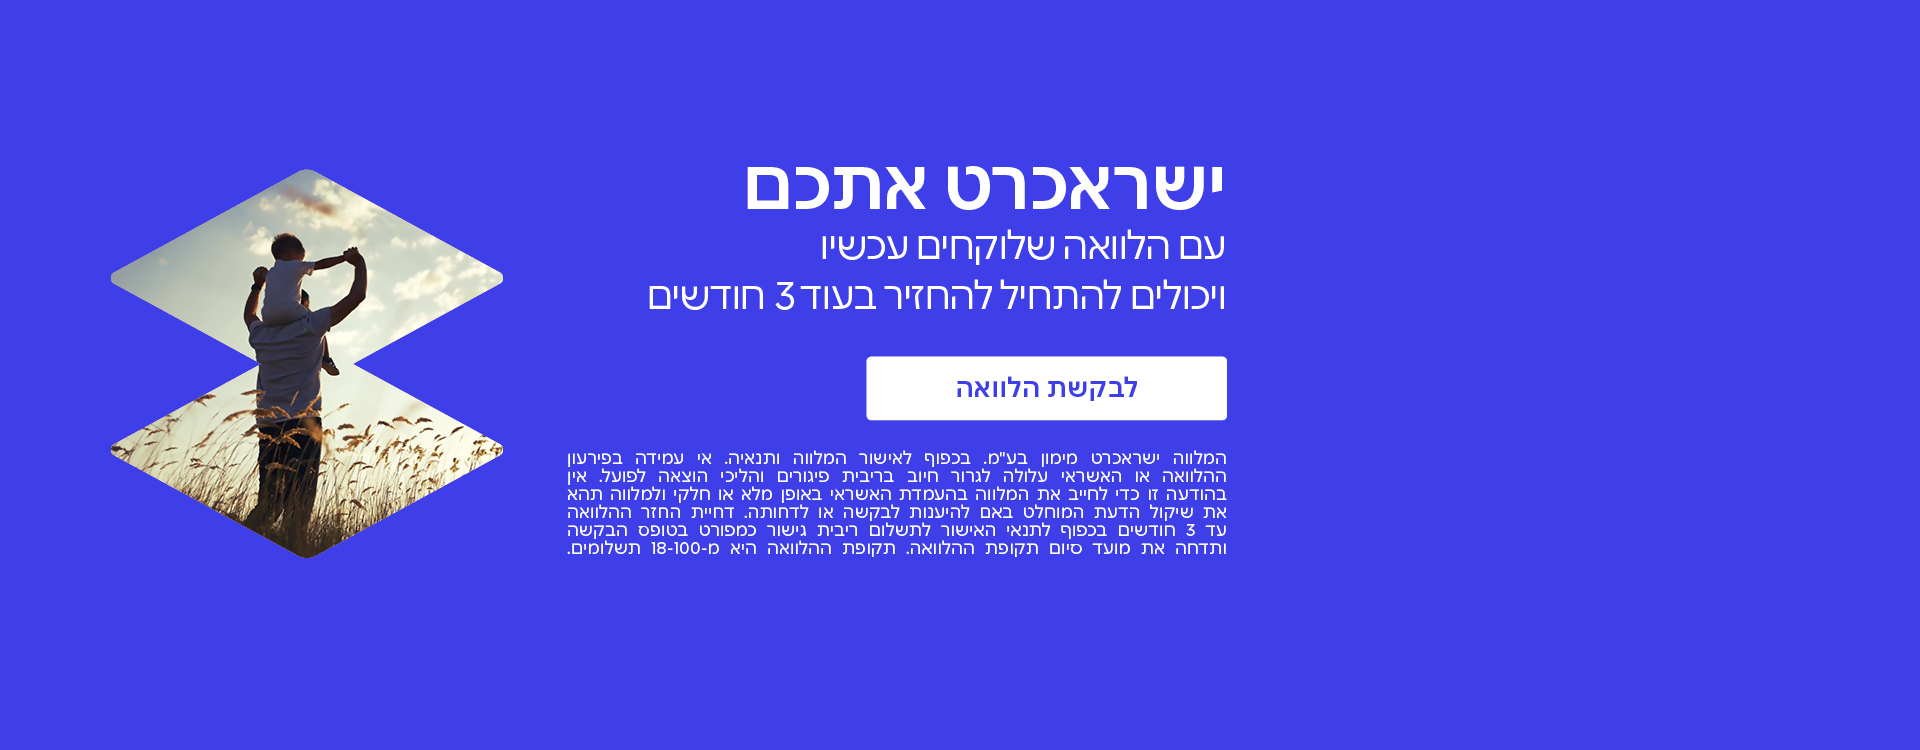 ישראכרט אתכם
עם הלוואה שלוקחים עכשיו
ויכולים להתחיל להחזיר בעוד 3 חודשים
לבקשת הלוואה
המלווה ישראכרט מימון בע"מ. בכפוף לאישור המלווה ותנאיה. אי עמידה בפירעון
ההלוואה או האשראי עלולה לגרור חיוב בריבית פיגורים והליכי הוצאה לפועל. אין
בהודעה זו כדי לחייב את המלווה בהעמדת האשראי באופן מלא או חלקי ולמלווה תהא
את שיקול הדעת המוחלט באם להיענות לבקשה או לדחותה. דחיית החזר ההלוואה
עד 3 חודשים בכפוף לתנאי האישור לתשלום ריבית גישור כמפורט בטופס הבקשה
ותדחה את מועד סיום תקופת ההלוואה. תקופת ההלוואה היא מ-18-100 תשלומים.